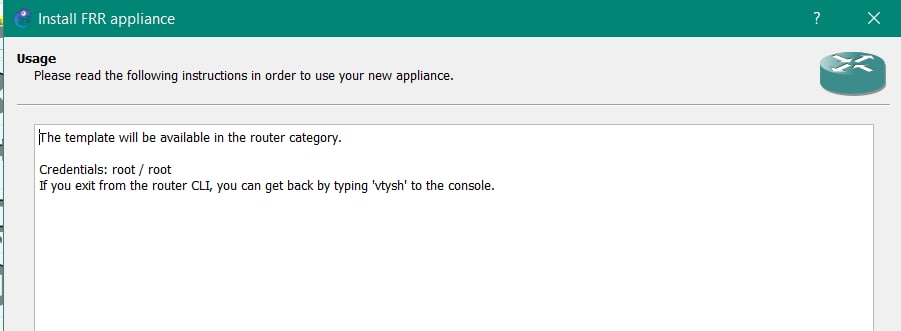 Install FRR appliance
?
Usage
Please read the following instructions in order to use your new appliance.
The template will be available in the router category.
Credentials: root / root
If you exit from the router CLI, you can get back by typing 'vtysh' to the console.